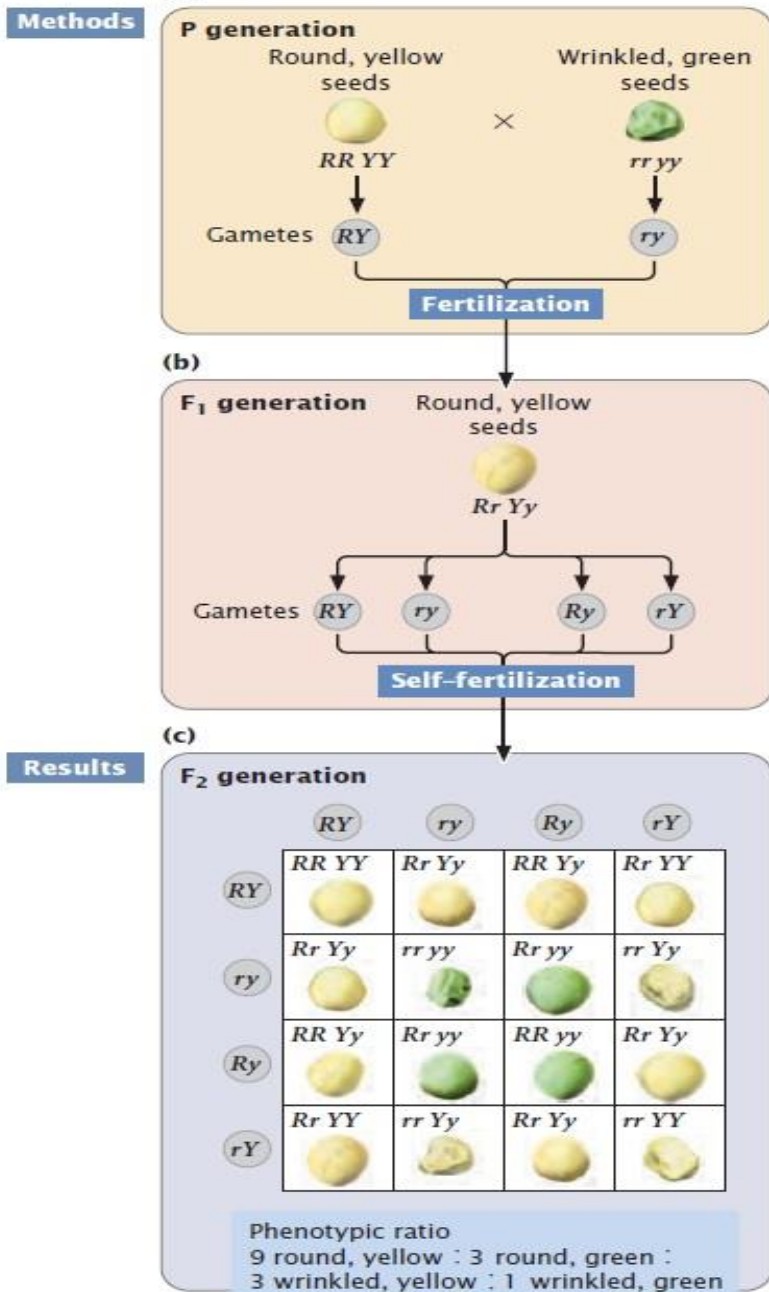 Methods
P generation
Round, yellow
seeds
Wrinkled, green
seeds
×
RR YY
rr yy
Gametes
RY
ry
Fertilization
(b)
F₁ generation
Round, yellow
seeds
Rr Yy
Gametes
RY
ry
Ry
rY
Self–fertilization
(c)
Results
F₂ generation
RY ry Ry rY
RY
RR YY Rr Yy RR Yy Rr YY
ry
Rr Yy rr yy Rr yy rr Yy
Ry
RR Yy Rr yy RR yy Rr Yy
rY
Rr YY rr Yy Rr Yy rr YY
Phenotypic ratio
9 round, yellow : 3 round, green :
3 wrinkled, yellow : 1 wrinkled, green